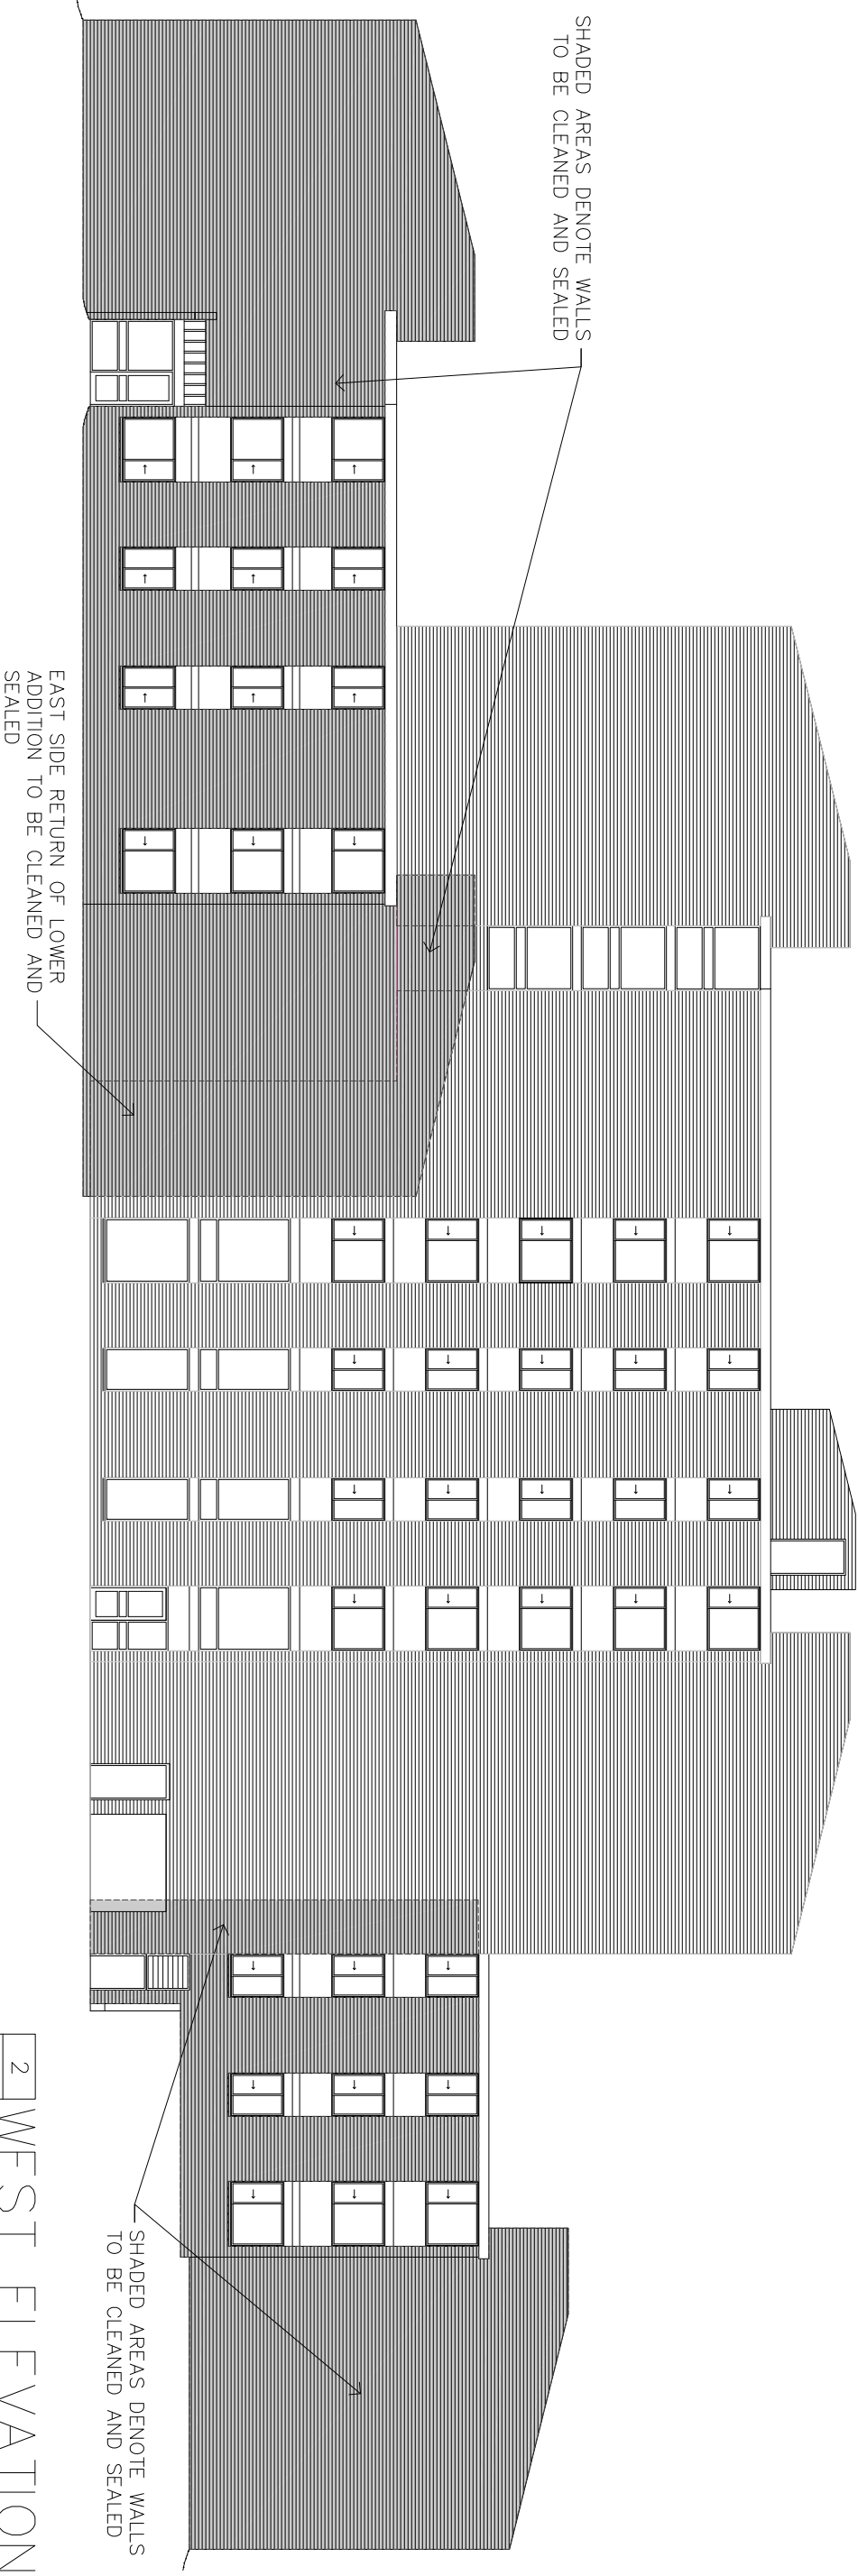 SHADED AREAS DENOTE WALLS
TO BE CLEANED AND SEALED
EAST SIDE RETURN OF LOWER
ADDITION TO BE CLEANED AND
SEALED
SHADED AREAS DENOTE WALLS
TO BE CLEANED AND SEALED
2
WEST ELEVATION